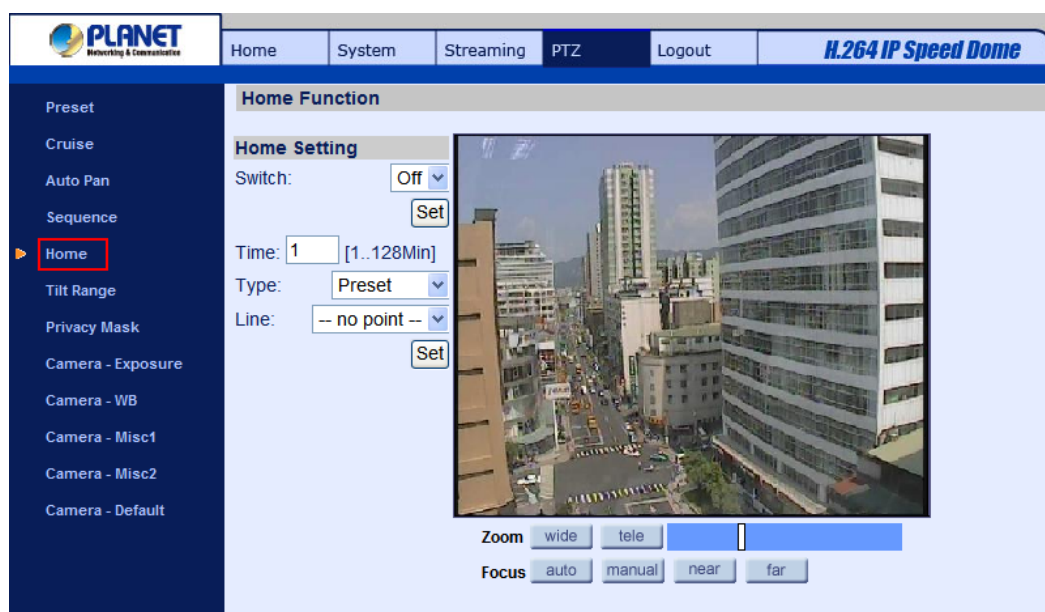 PLANET
Networking & Communication
Home System Streaming PTZ Logout H.264 IP Speed Dome
Preset
Cruise
Auto Pan
Sequence
Home
Tilt Range
Privacy Mask
Camera - Exposure
Camera - WB
Camera - Misc1
Camera - Misc2
Camera - Default
Home Function
Home Setting
Switch: Off
Set
Time: 1 [1..128Min]
Type: Preset
Line: -- no point --
Set
Zoom wide tele
Focus auto manual near far